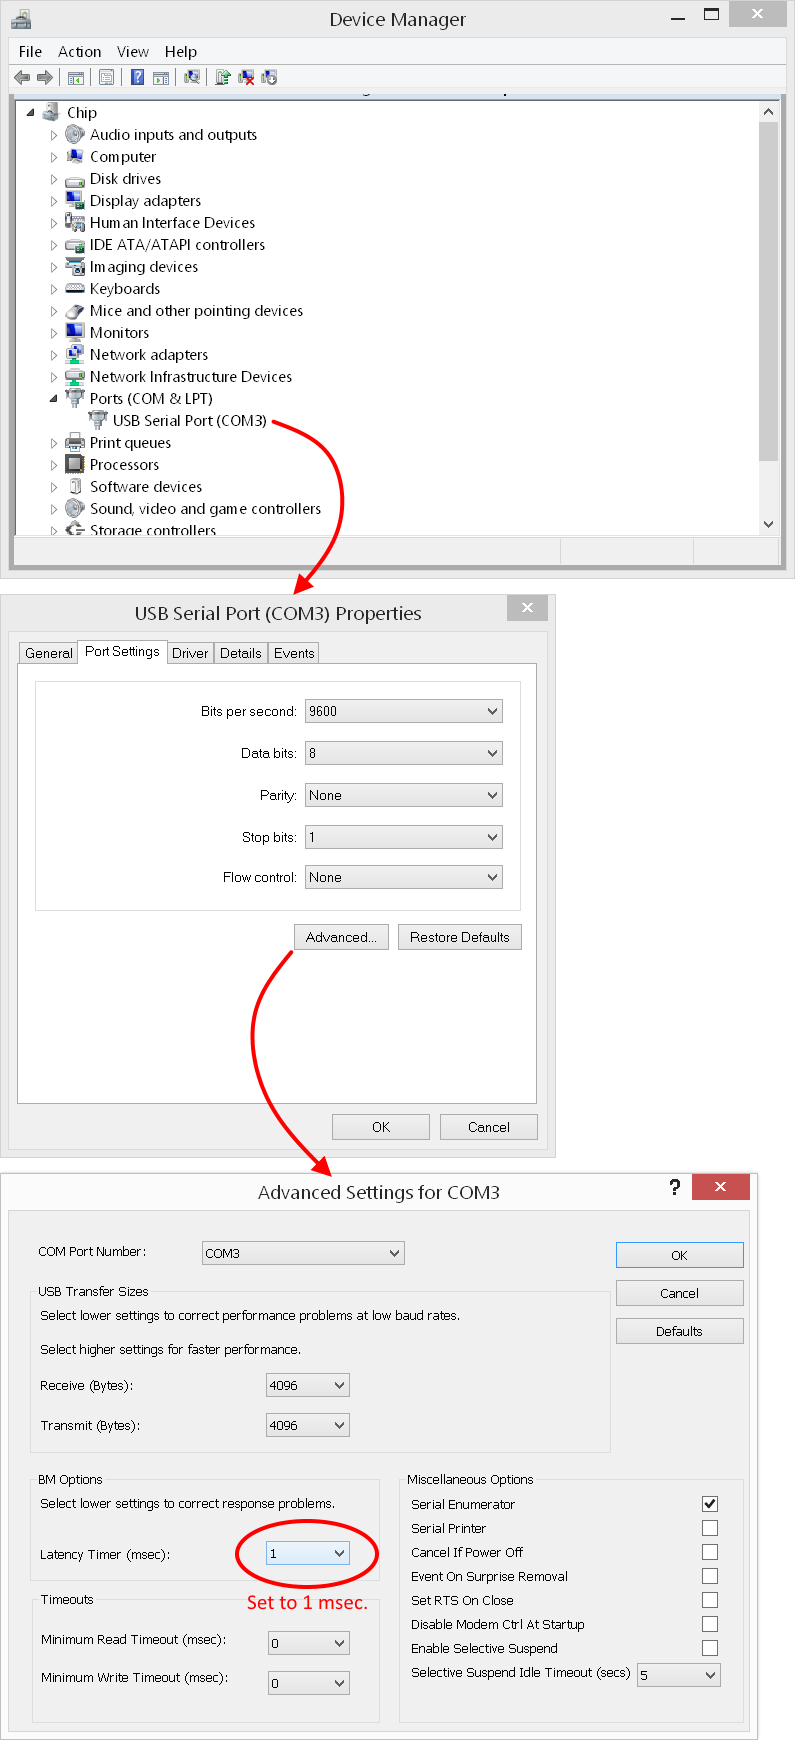 Device Manager
File Action View Help
Chip
Audio inputs and outputs
Computer
Disk drives
Display adapters
Human Interface Devices
IDE ATA/ATAPI controllers
Imaging devices
Keyboards
Mice and other pointing devices
Monitors
Network adapters
Network Infrastructure Devices
Ports (COM & LPT)
USB Serial Port (COM3)
Print queues
Processors
Software devices
Sound, video and game controllers
Storage controllers
USB Serial Port (COM3) Properties
General Port Settings Driver Details Events
Bits per second: 9600
Data bits: 8
Parity: None
Stop bits: 1
Flow control: None
Advanced... Restore Defaults
OK Cancel
Advanced Settings for COM3
?
COM Port Number: COM3
OK
USB Transfer Sizes
Cancel
Select lower settings to correct performance problems at low baud rates.
Defaults
Select higher settings for faster performance.
Receive (Bytes): 4096
Transmit (Bytes): 4096
BM Options
Select lower settings to correct response problems.
Latency Timer (msec): 1
Set to 1 msec.
Timeouts
Minimum Read Timeout (msec): 0
Minimum Write Timeout (msec): 0
Miscellaneous Options
Serial Enumerator
Serial Printer
Cancel If Power Off
Event On Surprise Removal
Set RTS On Close
Disable Modem Ctrl At Startup
Enable Selective Suspend
Selective Suspend Idle Timeout (secs) 5